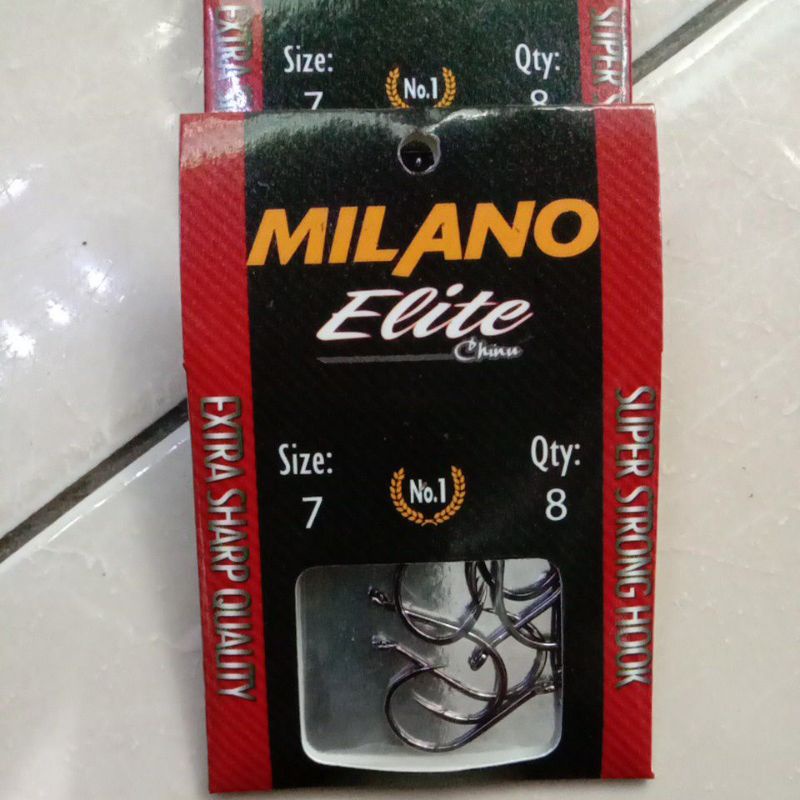 EXTRA
Size:
7
No.1
Qty:
8
SUPER
MILANO
Elite
Chinu
EXTRA SHARP QUALITY
Size:
7
No.1
Qty:
8
SUPER STRONG HOOK